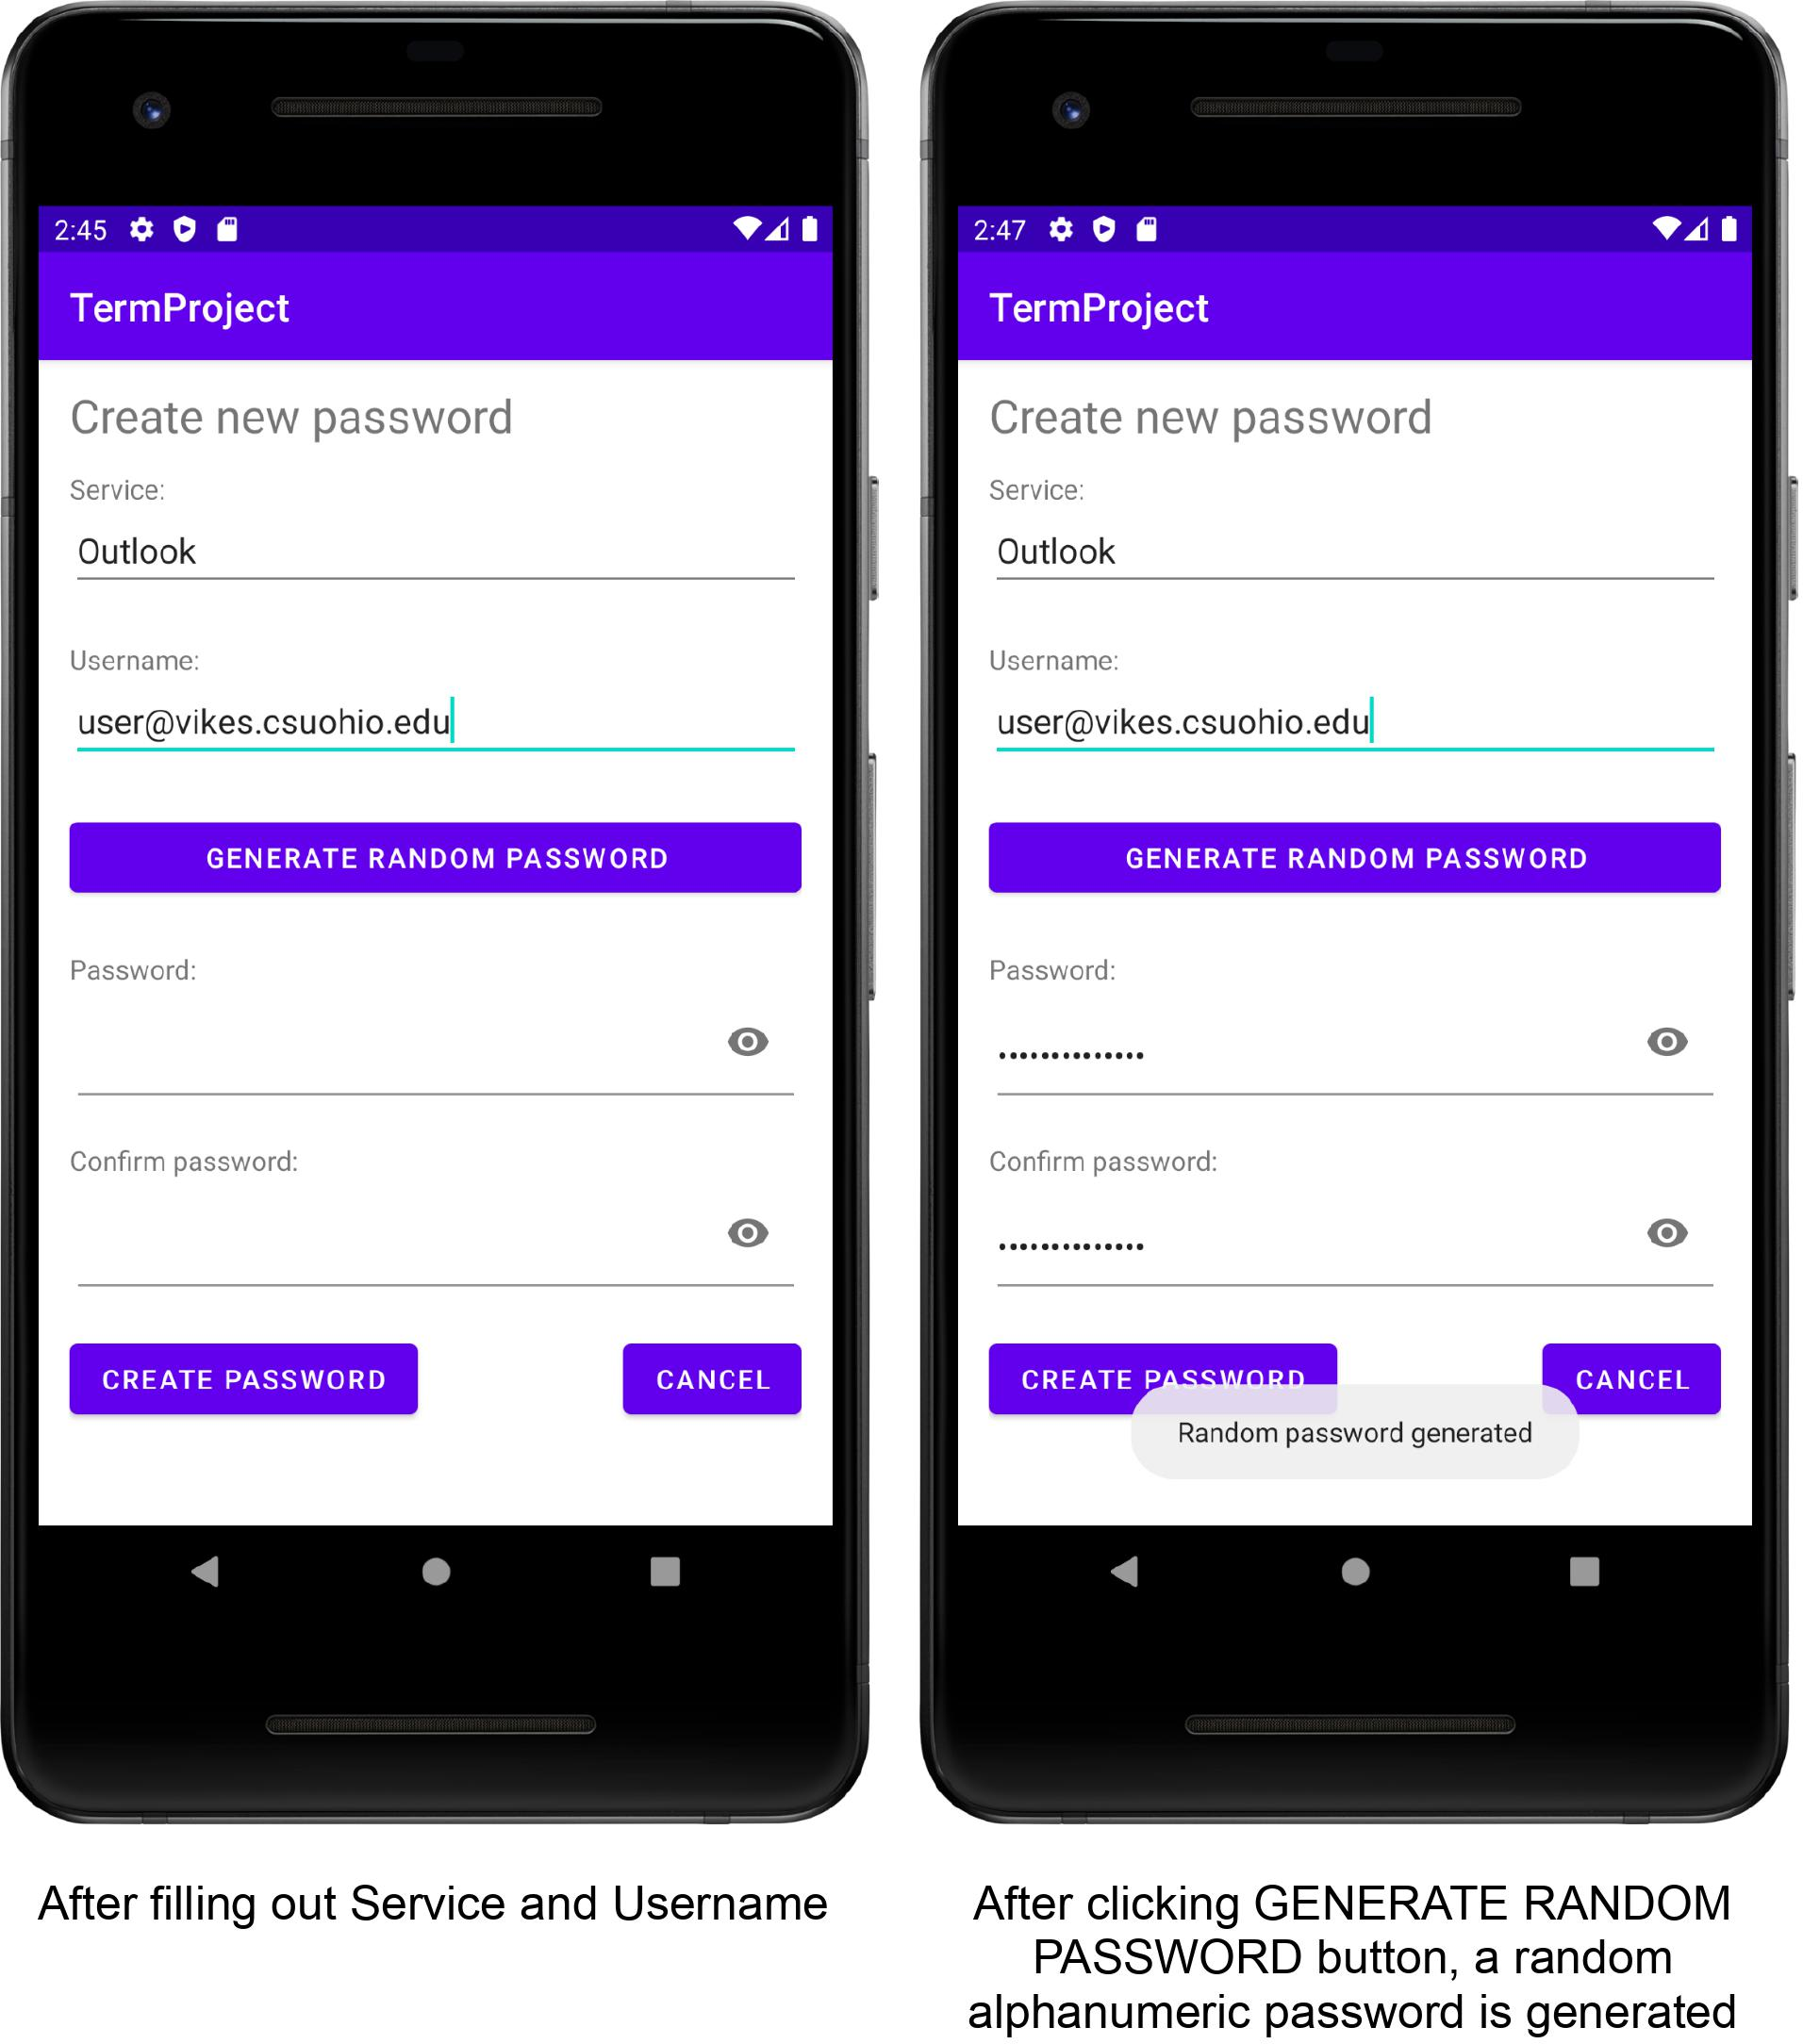 2:45
TermProject
Create new password
Service:
Outlook
Username:
user@vikes.csuohio.edu
GENERATE RANDOM PASSWORD
Password:
Confirm password:
CREATE PASSWORD
CANCEL
After filling out Service and Username
2:47
TermProject
Create new password
Service:
Outlook
Username:
user@vikes.csuohio.edu
GENERATE RANDOM PASSWORD
Password:
••••••••••••••
Confirm password:
••••••••••••••
CREATE PASSWORD
CANCEL
Random password generated
After clicking GENERATE RANDOM
PASSWORD button, a random
alphanumeric password is generated